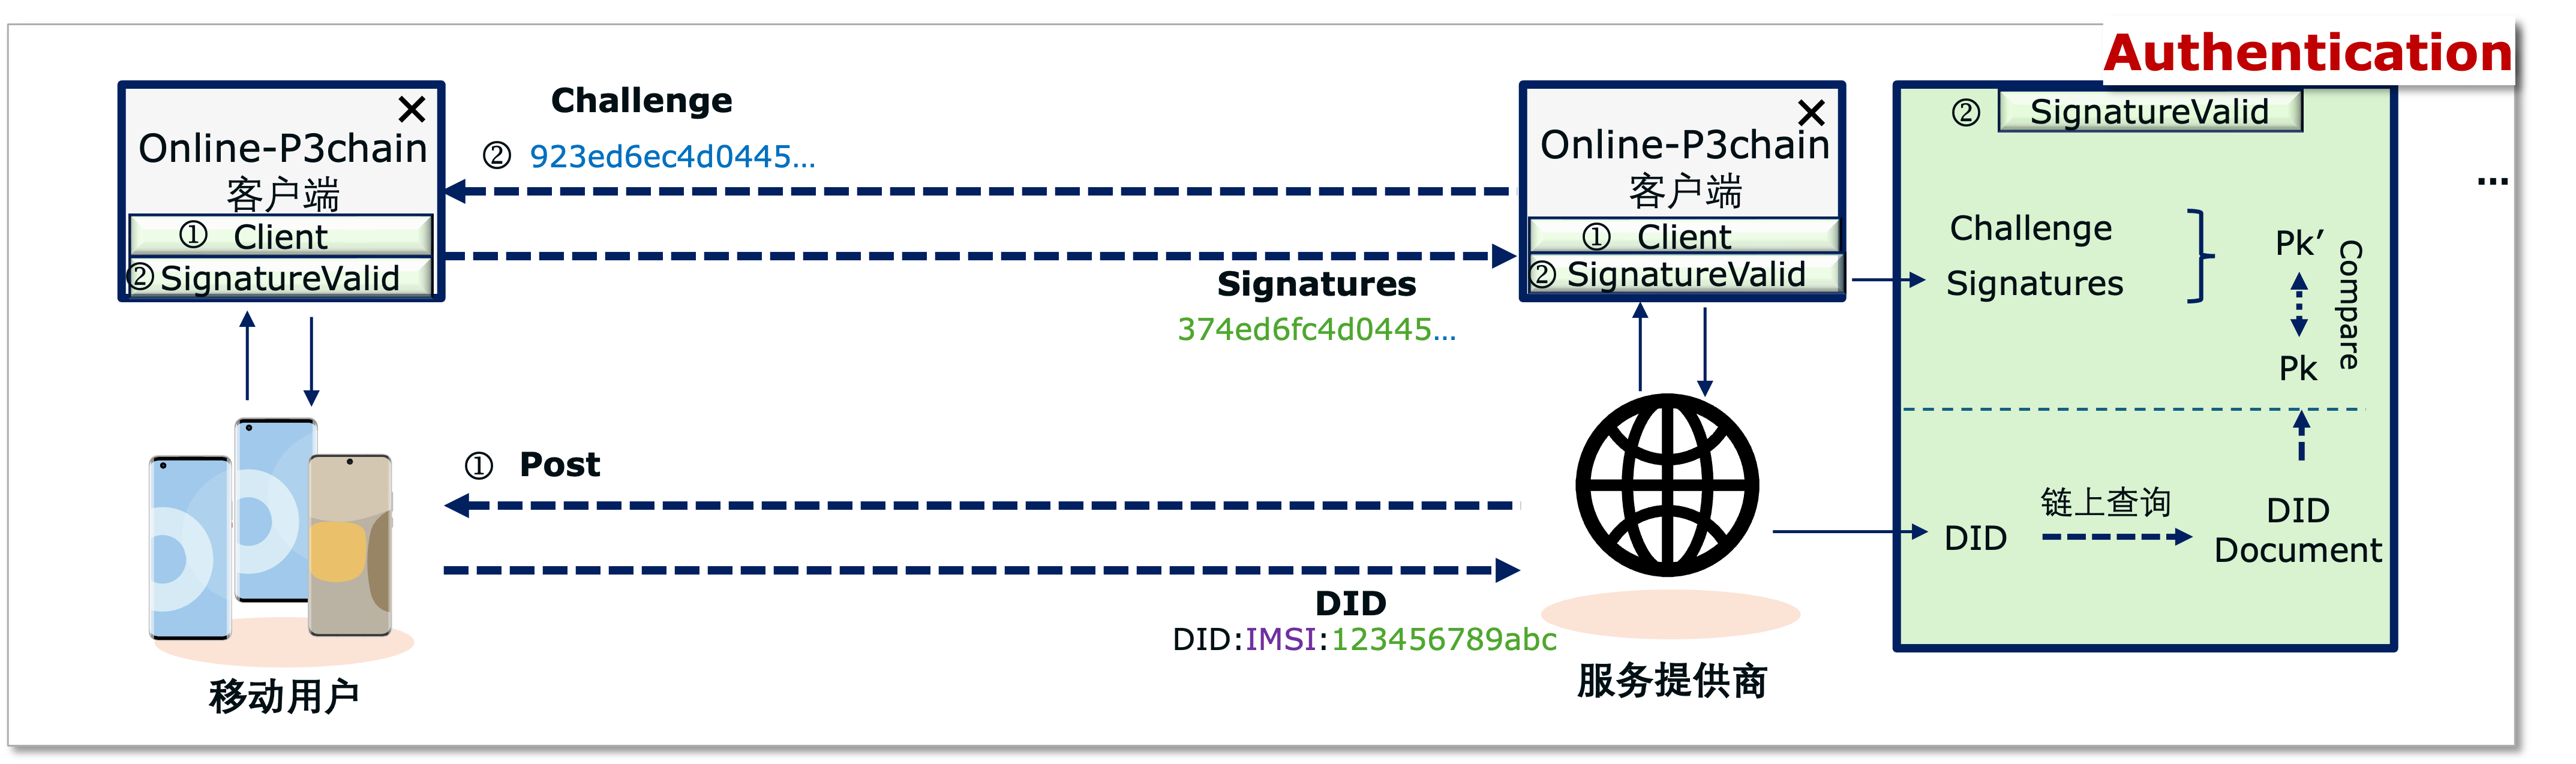 Authentication
×
Online-P3chain
客户端
① Client
② SignatureValid
Challenge
② 923ed6ec4d0445...
Signatures
374ed6fc4d0445...
×
Online-P3chain
客户端
① Client
② SignatureValid
② SignatureValid
Challenge
Signatures
Pk’
Compare
Pk
...
① Post
DID
DID:IMSI:123456789abc
移动用户
服务提供商
DID
链上查询
DID
Document